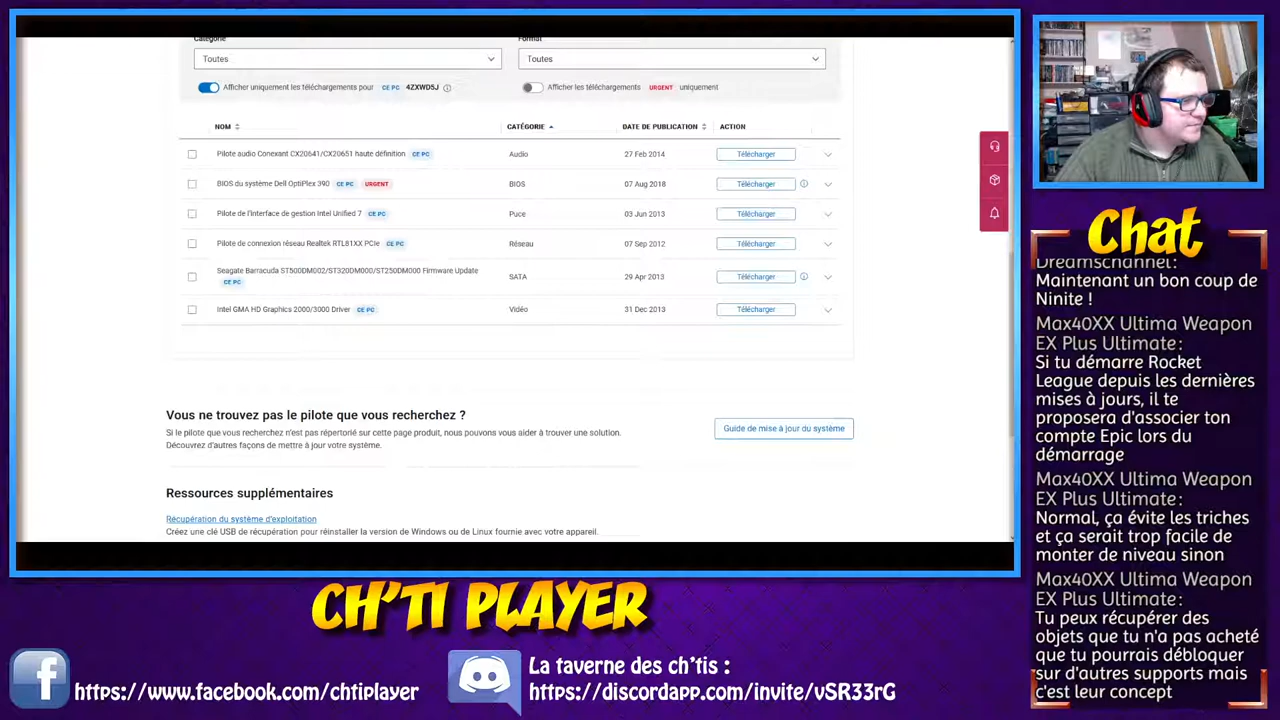 Catégorie
Format
Toutes
Toutes
Afficher uniquement les téléchargements pour CE PC 4ZXWD5J
Afficher les téléchargements URGENT uniquement
NOM CATÉGORIE DATE DE PUBLICATION ACTION
Pilote audio Conexant CX20641/CX20651 haute définition CE PC Audio 27 Feb 2014 Télécharger
BIOS du système Dell OptiPlex 390 CE PC URGENT BIOS 07 Aug 2018 Télécharger
Pilote de l'interface de gestion Intel Unified 7 CE PC Puce 03 Jun 2013 Télécharger
Pilote de connexion réseau Realtek RTL81XX PCIe CE PC Réseau 07 Sep 2012 Télécharger
Seagate Barracuda ST500DM002/ST320DM000/ST250DM000 Firmware Update
CE PC
SATA 29 Apr 2013 Télécharger
Intel GMA HD Graphics 2000/3000 Driver CE PC Vidéo 31 Dec 2013 Télécharger
Vous ne trouvez pas le pilote que vous recherchez ?
Si le pilote que vous recherchez n'est pas répertorié sur cette page produit, nous pouvons vous aider à trouver une solution.
Découvrez d'autres façons de mettre à jour votre système.
Guide de mise à jour du système
Ressources supplémentaires
Récupération du système d'exploitation
Créez une clé USB de récupération pour réinstaller la version de Windows ou de Linux fournie avec votre appareil.
Chat
Dreamschannel:
Maintenant un bon coup de
Ninite !
Max40XX Ultima Weapon
EX Plus Ultimate:
Si tu démarre Rocket
League depuis les dernières
mises à jours, il te
proposera d'associer ton
compte Epic lors du
démarrage
Max40XX Ultima Weapon
EX Plus Ultimate:
Normal, ça évite les triches
et ça serait trop facile de
monter de niveau sinon
Max40XX Ultima Weapon
EX Plus Ultimate:
Tu peux récupérer des
objets que tu n'a pas acheté
que tu pourrais débloquer
sur d'autres supports mais
c'est leur concept
CH'TI PLAYER
https://www.facebook.com/chtiplayer
La taverne des ch'tis :
https://discordapp.com/invite/vSR33rG